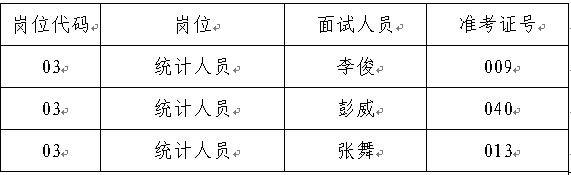 岗位代码 岗位 面试人员 准考证号
03 统计人员 李俊 009
03 统计人员 彭威 040
03 统计人员 张舞 013